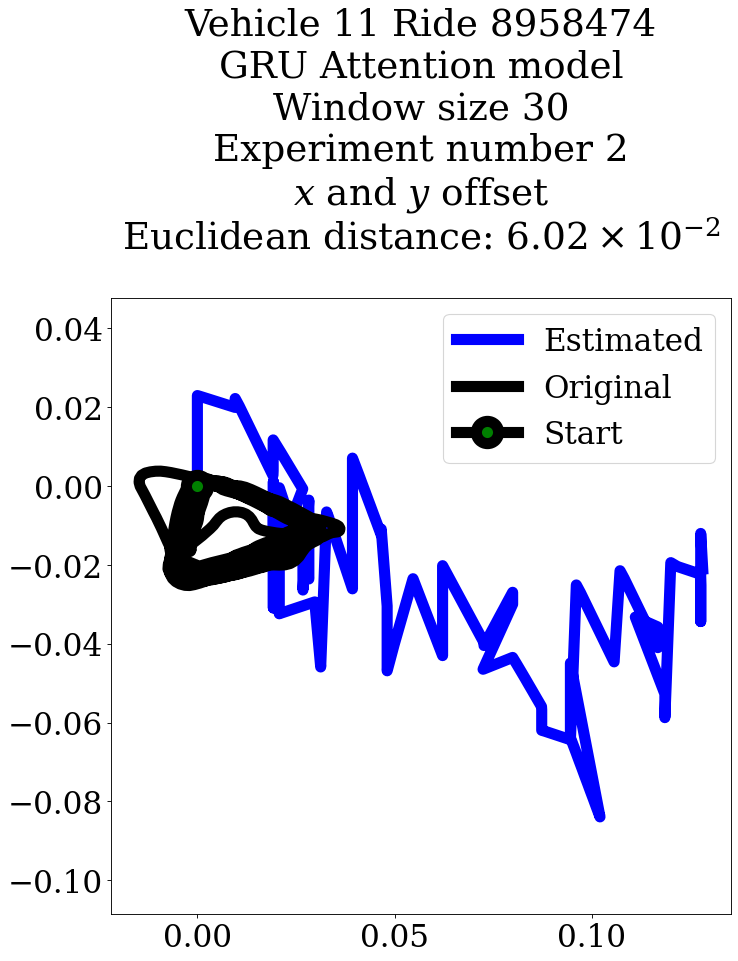 Vehicle 11 Ride 8958474
GRU Attention model
Window size 30
Experiment number 2
x and y offset
Euclidean distance: 6.02 × 10⁻²
Estimated
Original
Start
0.04
0.02
0.00
−0.02
−0.04
−0.06
−0.08
−0.10
0.00 0.05 0.10